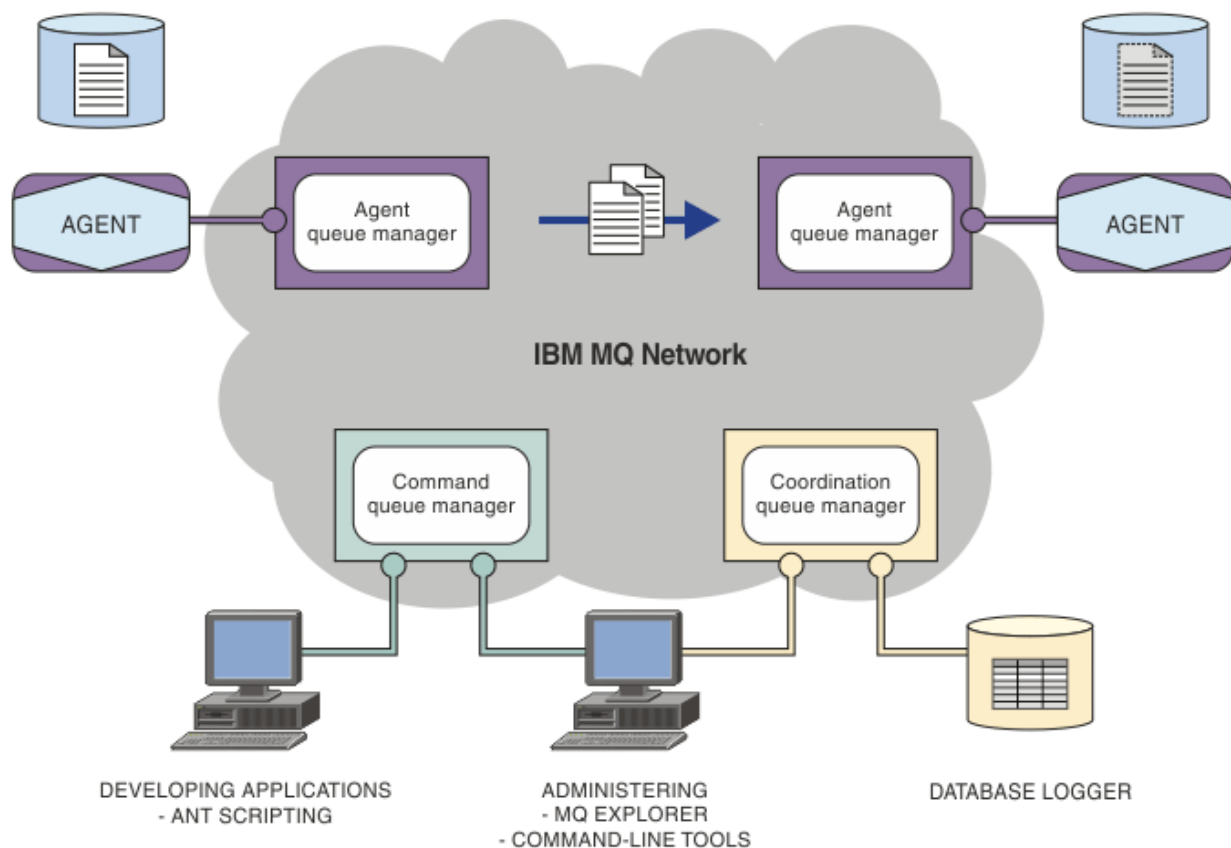 AGENT
Agent
queue manager
Agent
queue manager
AGENT
IBM MQ Network
Command
queue manager
Coordination
queue manager
DEVELOPING APPLICATIONS
- ANT SCRIPTING
ADMINISTERING
- MQ EXPLORER
- COMMAND-LINE TOOLS
DATABASE LOGGER